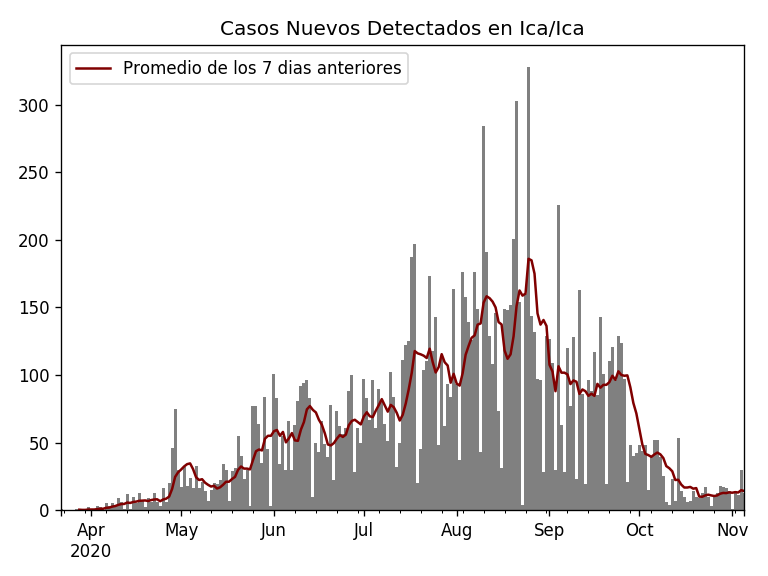 Casos Nuevos Detectados en Ica/Ica
Promedio de los 7 dias anteriores
300
250
200
150
100
50
0
Apr May Jun Jul Aug Sep Oct Nov
2020